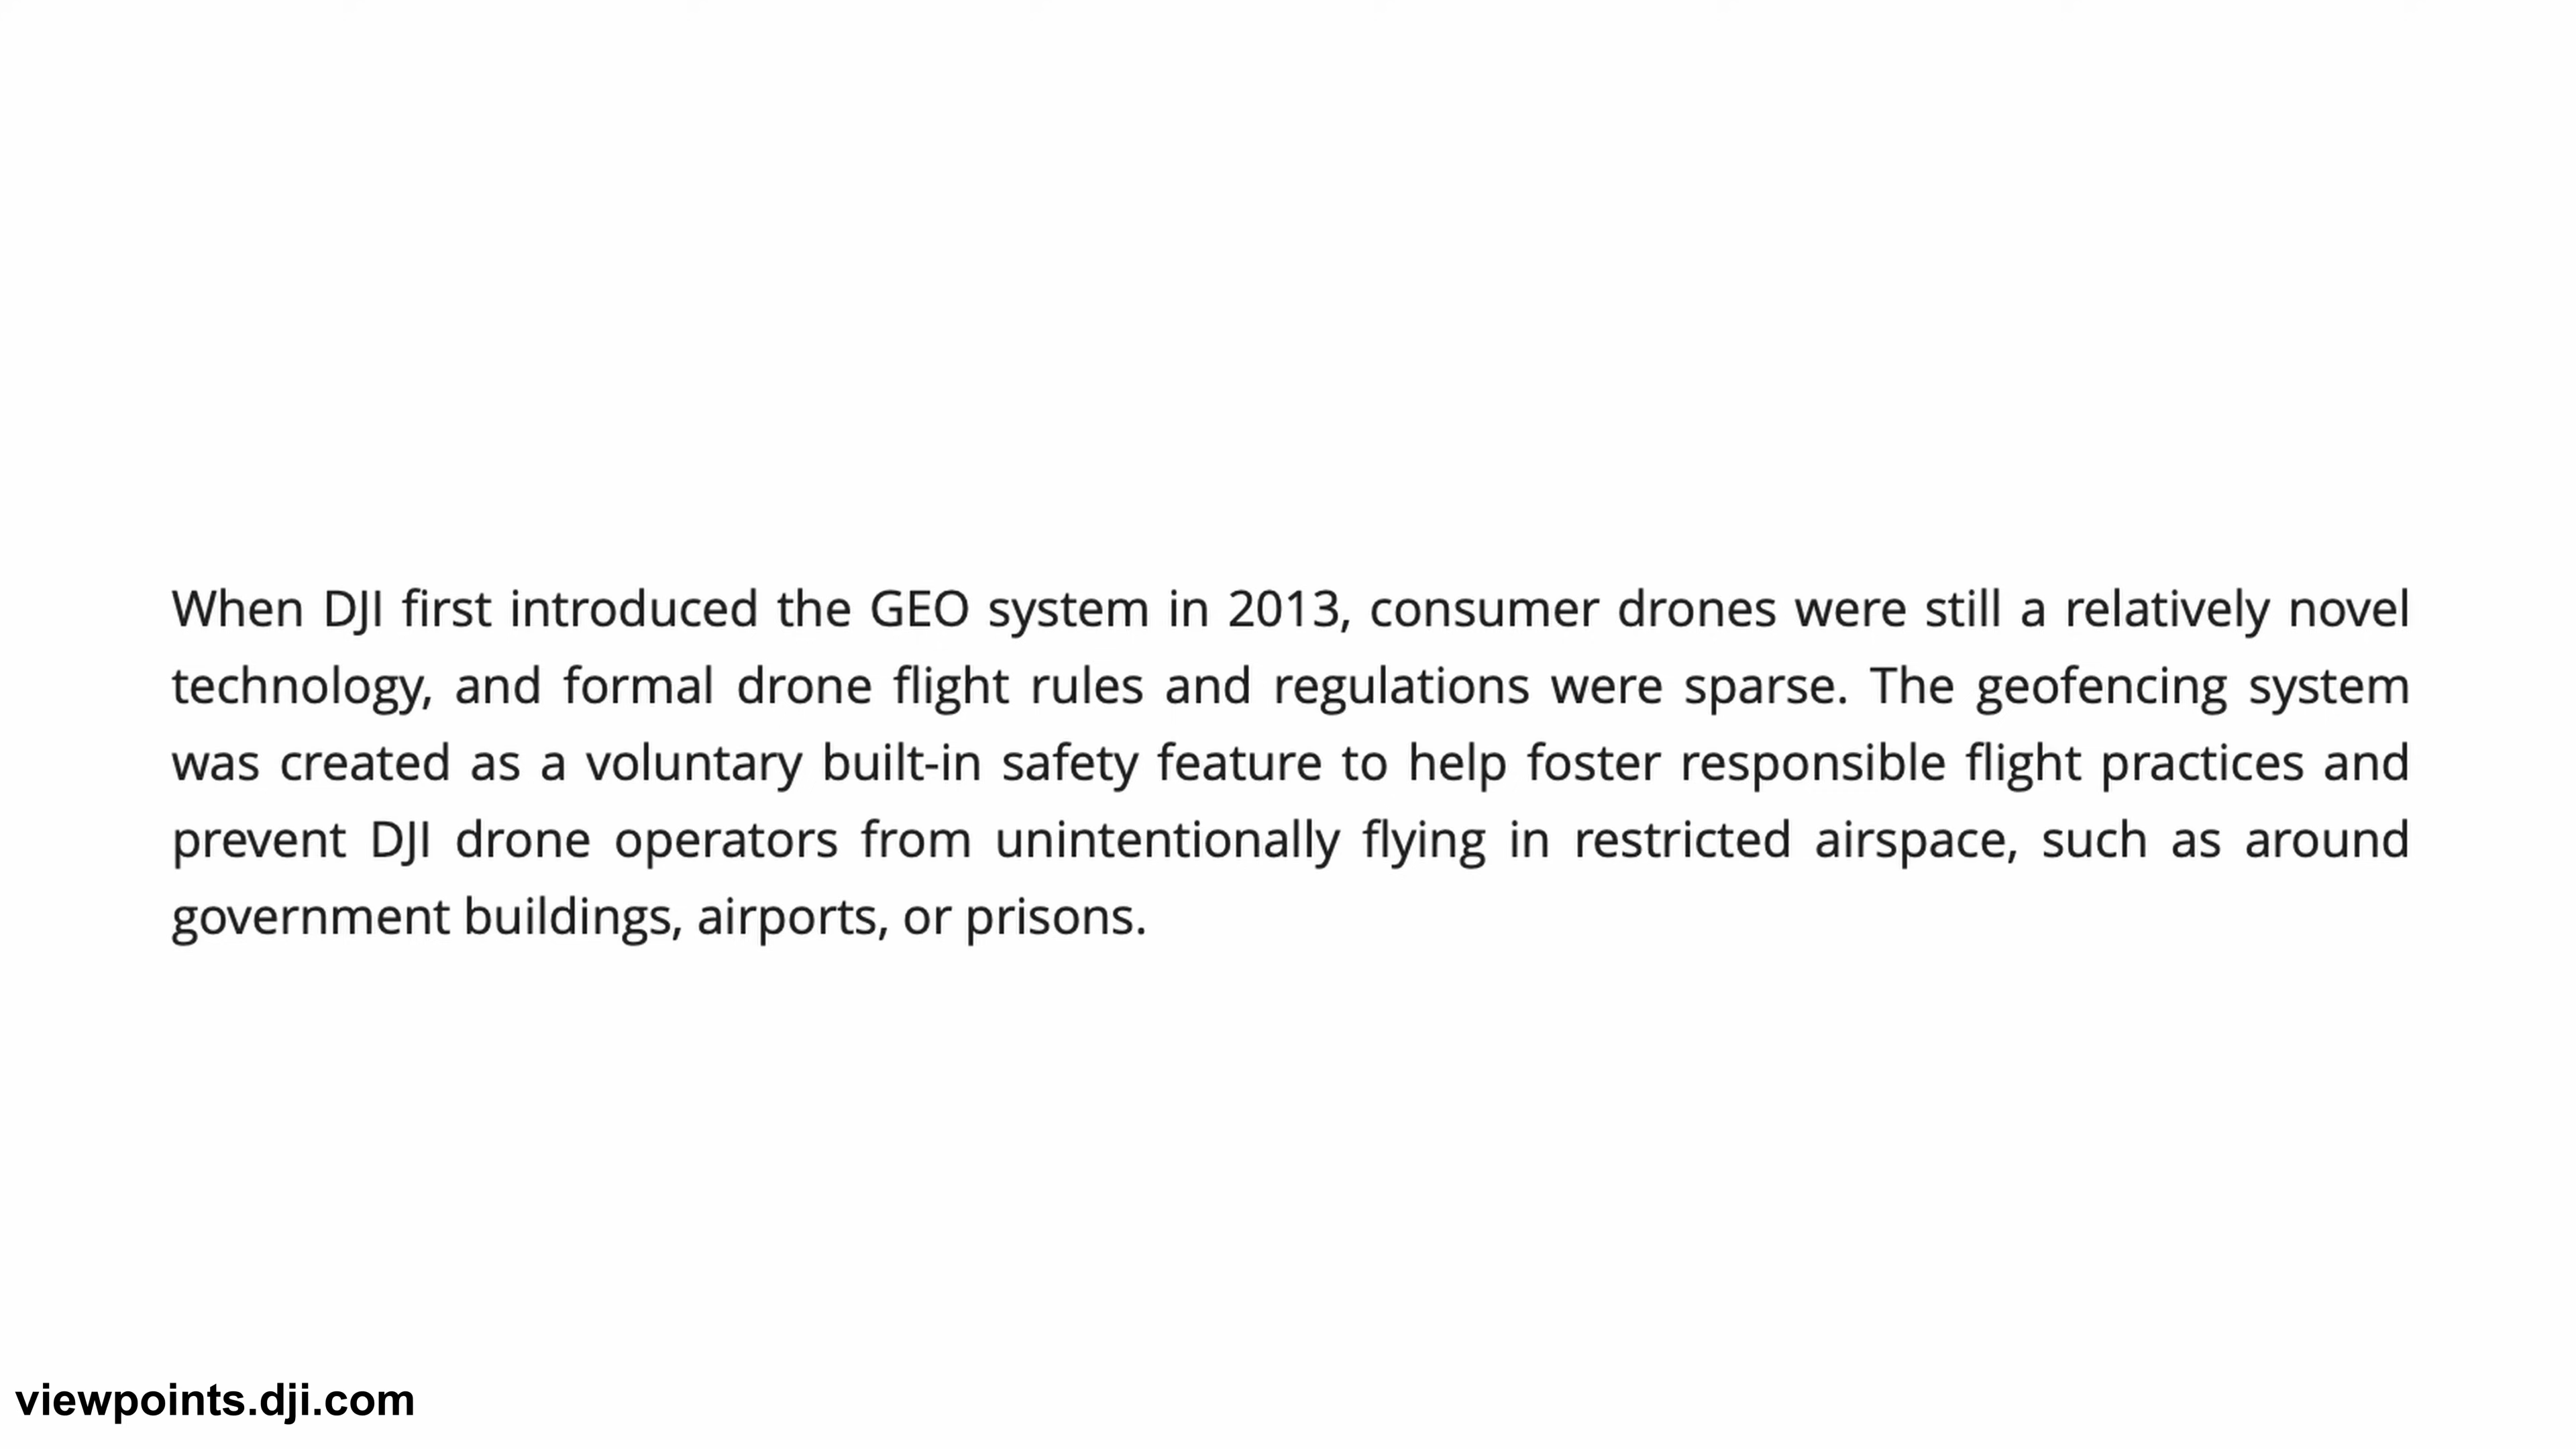 When DJI first introduced the GEO system in 2013, consumer drones were still a relatively novel
technology, and formal drone flight rules and regulations were sparse. The geofencing system
was created as a voluntary built-in safety feature to help foster responsible flight practices and
prevent DJI drone operators from unintentionally flying in restricted airspace, such as around
government buildings, airports, or prisons.
viewpoints.dji.com